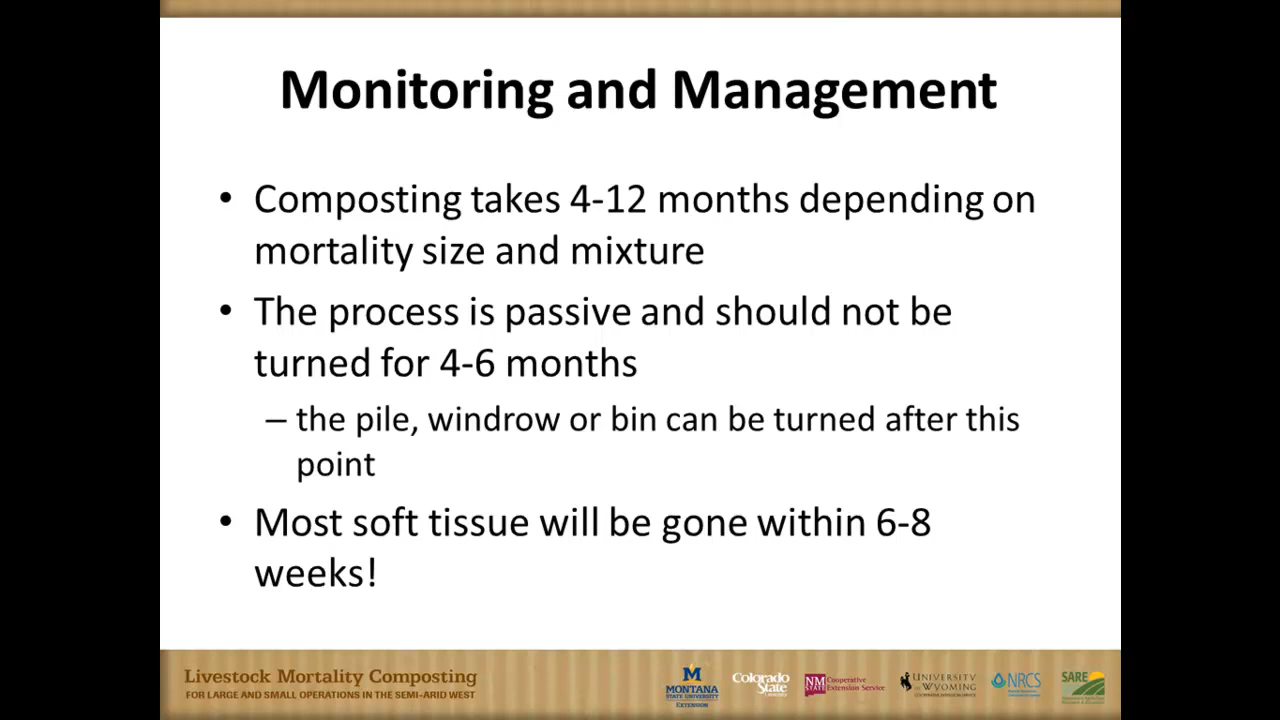 Monitoring and Management
• Composting takes 4-12 months depending on
mortality size and mixture
• The process is passive and should not be
turned for 4-6 months
– the pile, windrow or bin can be turned after this
point
• Most soft tissue will be gone within 6-8
weeks!
Livestock Mortality Composting
FOR LARGE AND SMALL OPERATIONS IN THE SEMI-ARID WEST
M
MONTANA
STATE UNIVERSITY
EXTENSION
Colorado
State
NM
STATE
Cooperative
Extension Service
UNIVERSITY
OF WYOMING
NRCS
SARE